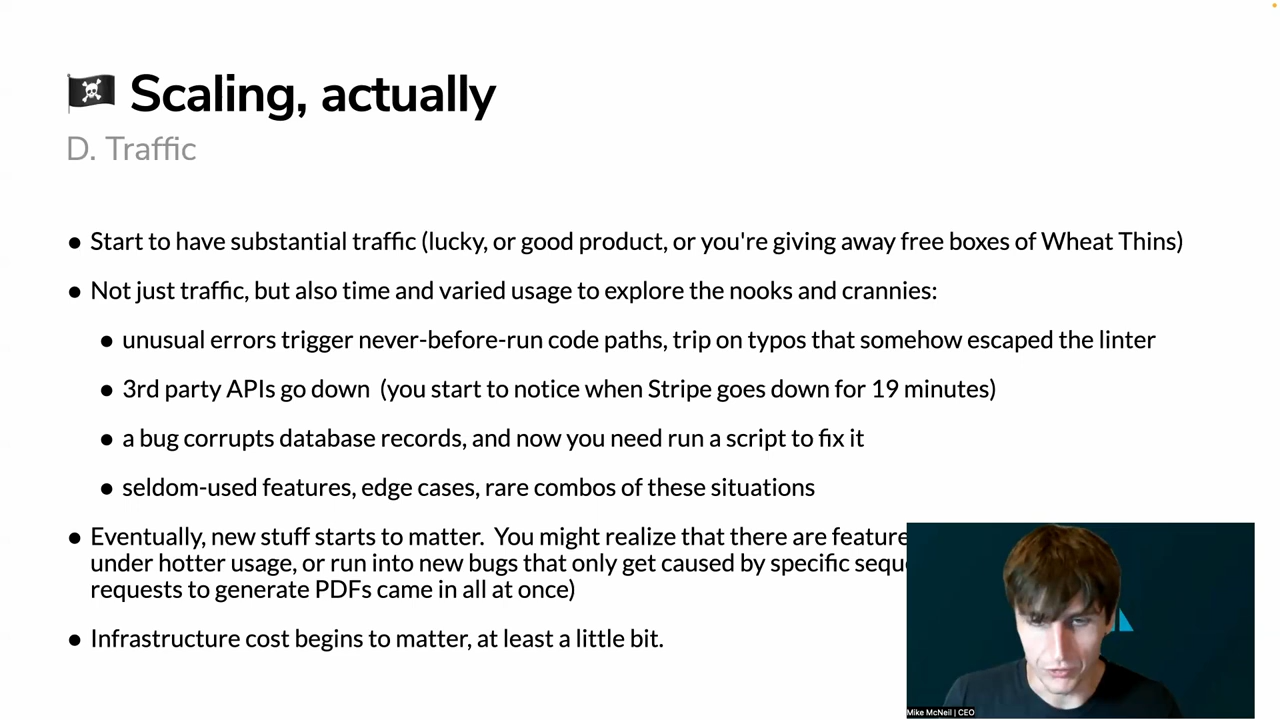 Scaling, actually
D. Traffic
● Start to have substantial traffic (lucky, or good product, or you're giving away free boxes of Wheat Thins)
● Not just traffic, but also time and varied usage to explore the nooks and crannies:
● unusual errors trigger never-before-run code paths, trip on typos that somehow escaped the linter
● 3rd party APIs go down  (you start to notice when Stripe goes down for 19 minutes)
● a bug corrupts database records, and now you need run a script to fix it
● seldom-used features, edge cases, rare combos of these situations
● Eventually, new stuff starts to matter.  You might realize that there are
under hotter usage, or run into new bugs that only get caused by specific
requests to generate PDFs came in all at once)
● Infrastructure cost begins to matter, at least a little bit.
Mike McNeil | CEO